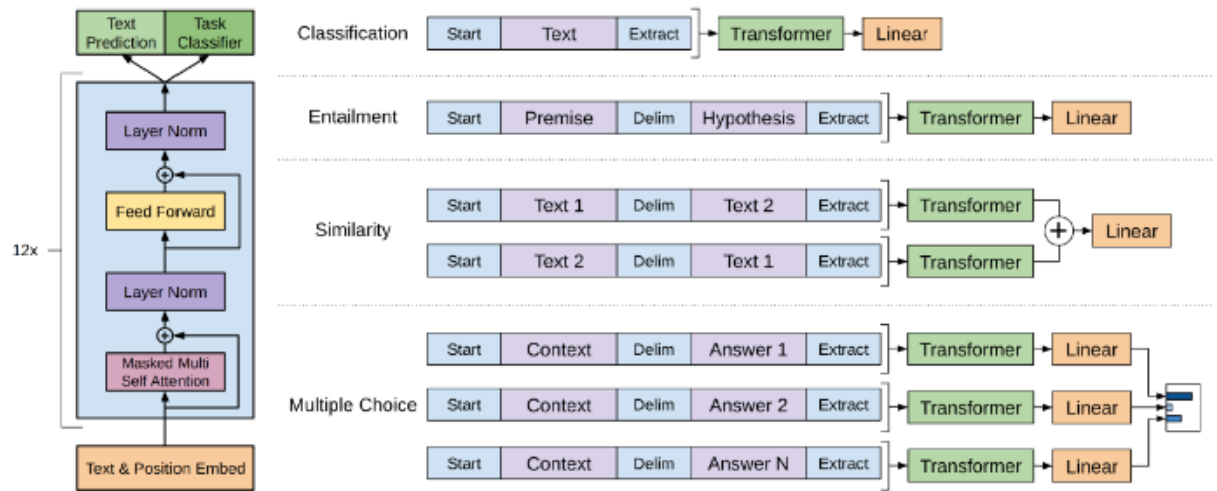 Text
Prediction
Task
Classifier
Layer Norm
+
Feed Forward
12x
Layer Norm
+
Masked Multi
Self Attention
Text & Position Embed
Classification Start Text Extract Transformer Linear
Entailment Start Premise Delim Hypothesis Extract Transformer Linear
Similarity
Start Text 1 Delim Text 2 Extract Transformer
+ Linear
Start Text 2 Delim Text 1 Extract Transformer
Multiple Choice
Start Context Delim Answer 1 Extract Transformer Linear
Start Context Delim Answer 2 Extract Transformer Linear
Start Context Delim Answer N Extract Transformer Linear